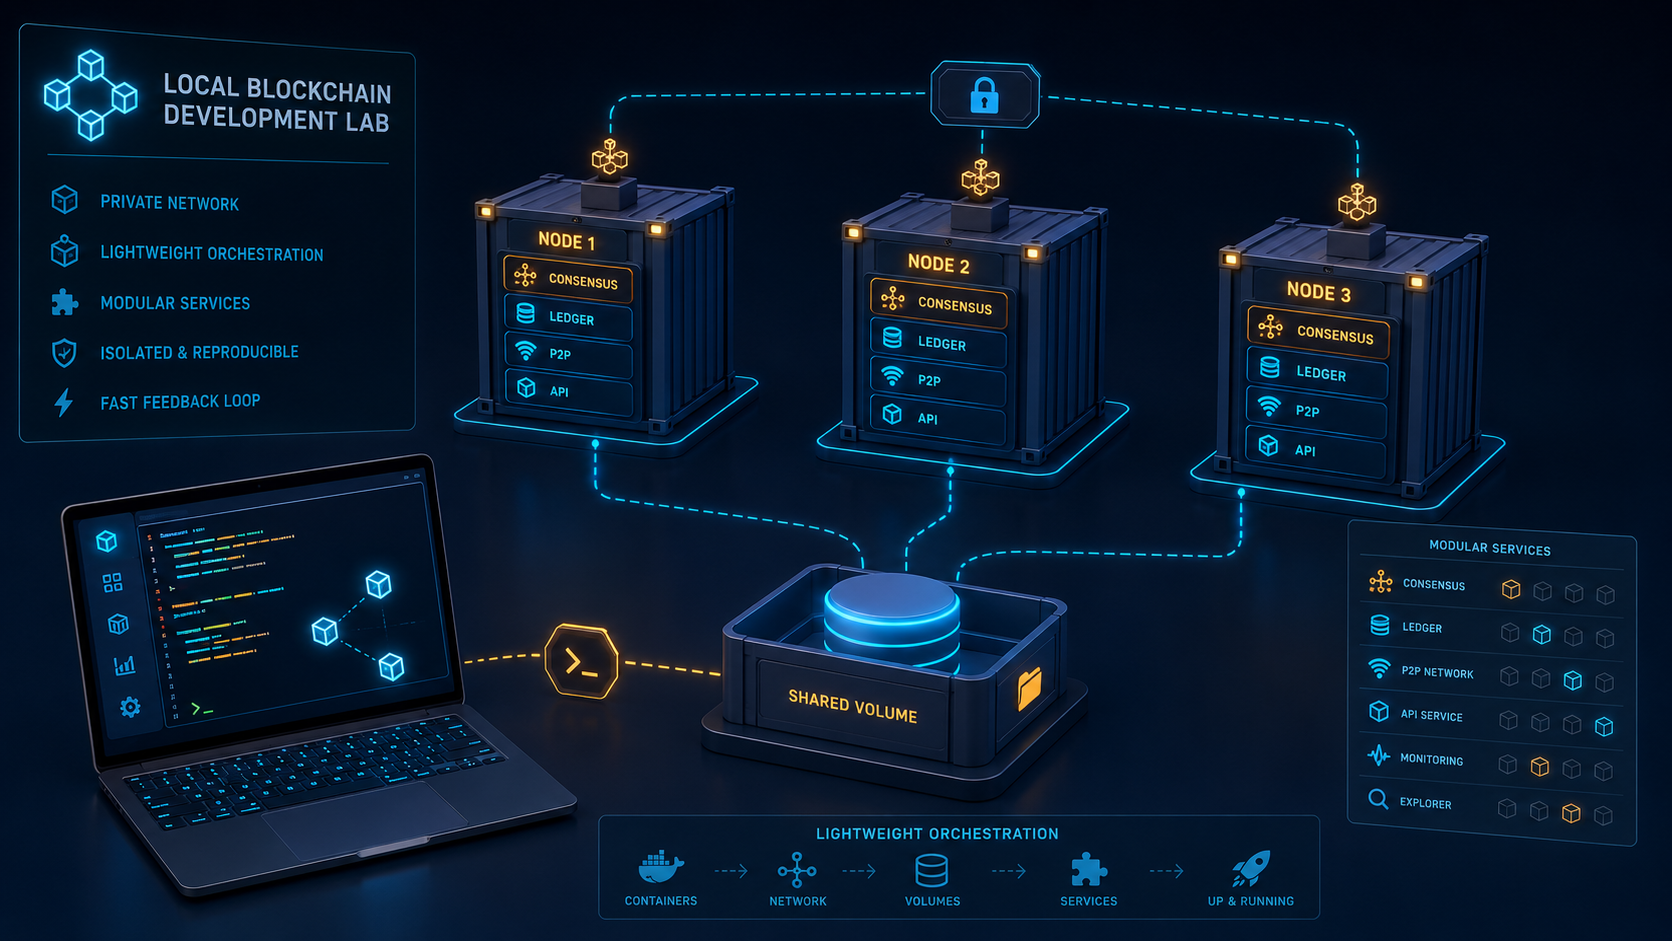 LOCAL BLOCKCHAIN
DEVELOPMENT LAB
PRIVATE NETWORK
LIGHTWEIGHT ORCHESTRATION
MODULAR SERVICES
ISOLATED & REPRODUCIBLE
FAST FEEDBACK LOOP
NODE 1
CONSENSUS
LEDGER
P2P
API
NODE 2
CONSENSUS
LEDGER
P2P
API
NODE 3
CONSENSUS
LEDGER
P2P
API
SHARED VOLUME
MODULAR SERVICES
CONSENSUS
LEDGER
P2P NETWORK
API SERVICE
MONITORING
EXPLORER
LIGHTWEIGHT ORCHESTRATION
CONTAINERS
NETWORK
VOLUMES
SERVICES
UP & RUNNING